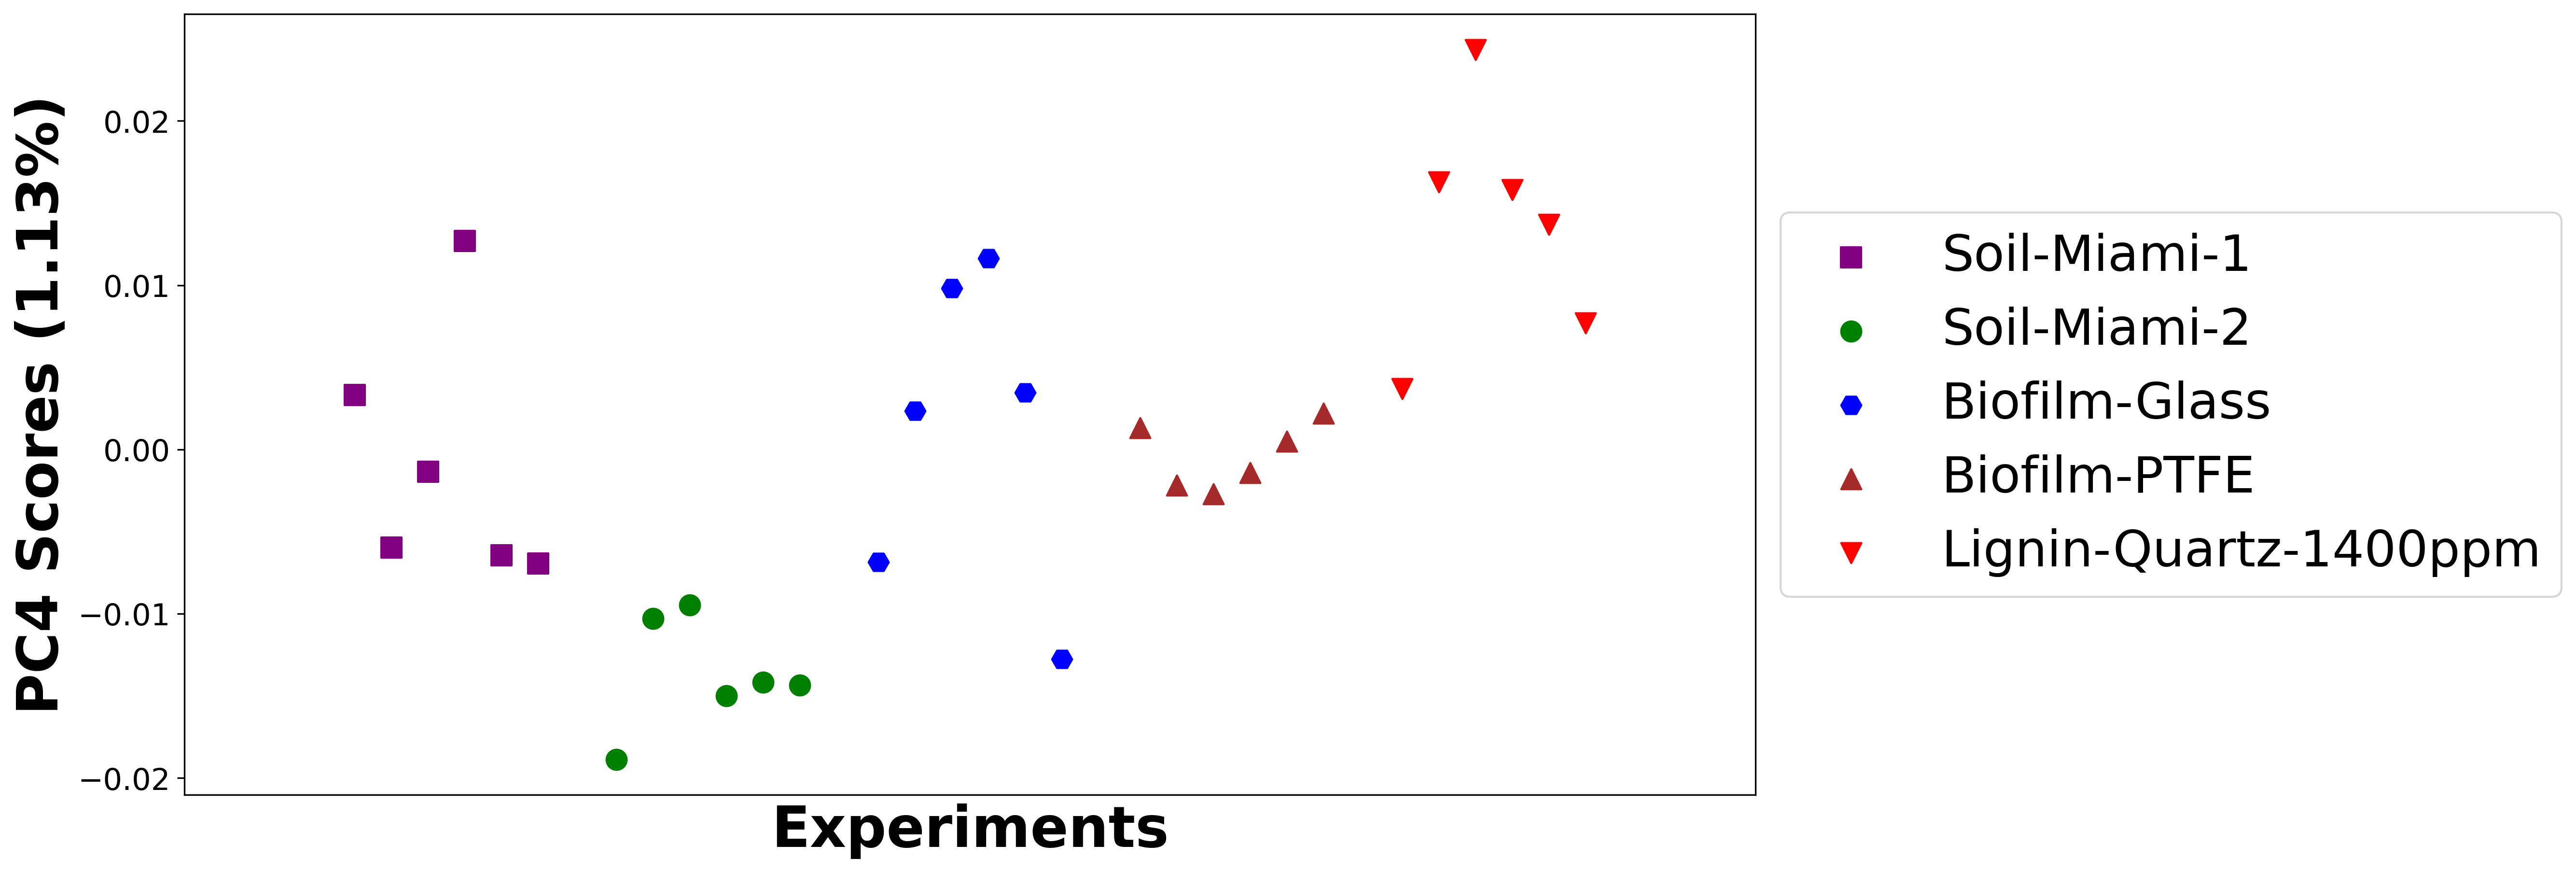 PC4 Scores (1.13%)
0.02
0.01
0.00
−0.01
−0.02
Experiments
Soil-Miami-1
Soil-Miami-2
Biofilm-Glass
Biofilm-PTFE
Lignin-Quartz-1400ppm